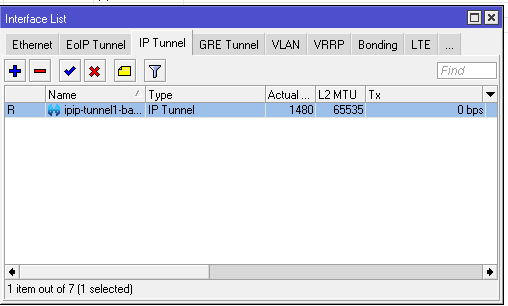 Interface List
Ethernet EoIP Tunnel IP Tunnel GRE Tunnel VLAN VRRP Bonding LTE ...
Find
Name Type Actual ... L2 MTU Tx
R ipip-tunnel1-ba... IP Tunnel 1480 65535 0 bps
1 item out of 7 (1 selected)